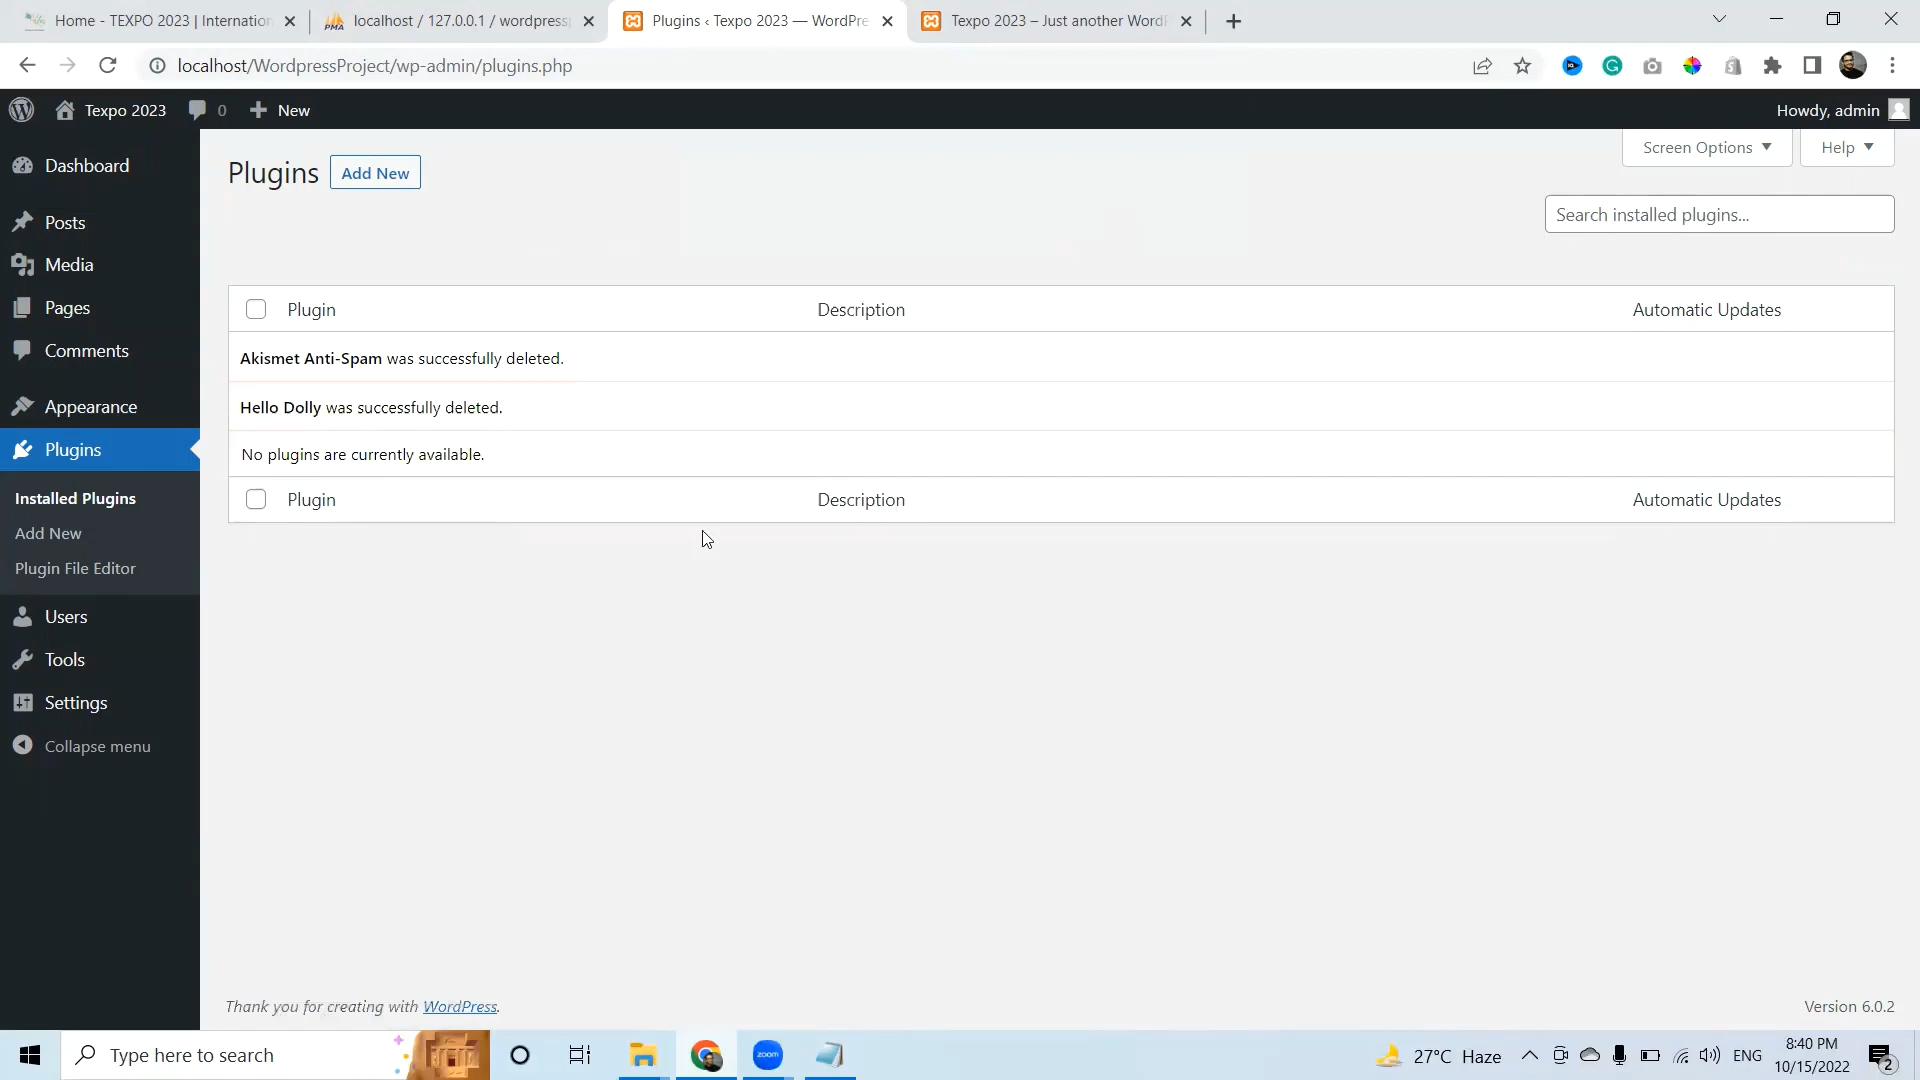 Home - TEXPO 2023 | Internation
localhost / 127.0.0.1 / wordpressp
Plugins ‹ Texpo 2023 — WordPre
Texpo 2023 – Just another WordP
localhost/WordpressProject/wp-admin/plugins.php
Texpo 2023
0
New
Howdy, admin
Dashboard
Posts
Media
Pages
Comments
Appearance
Plugins
Installed Plugins
Add New
Plugin File Editor
Users
Tools
Settings
Collapse menu
Screen Options
Help
Plugins
Add New
Search installed plugins...
Plugin
Description
Automatic Updates
Akismet Anti-Spam was successfully deleted.
Hello Dolly was successfully deleted.
No plugins are currently available.
Plugin
Description
Automatic Updates
Thank you for creating with WordPress.
Version 6.0.2
Type here to search
zoom
27°C Haze
ENG
8:40 PM
10/15/2022
2